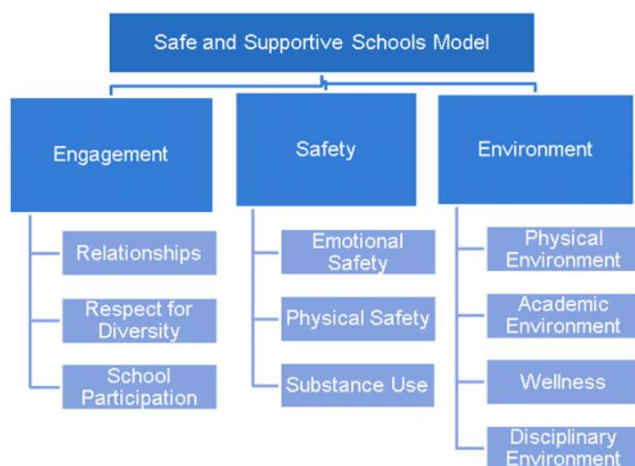 Safe and Supportive Schools Model
Engagement
Relationships
Respect for
Diversity
School
Participation
Safety
Emotional
Safety
Physical Safety
Substance Use
Environment
Physical
Environment
Academic
Environment
Wellness
Disciplinary
Environment